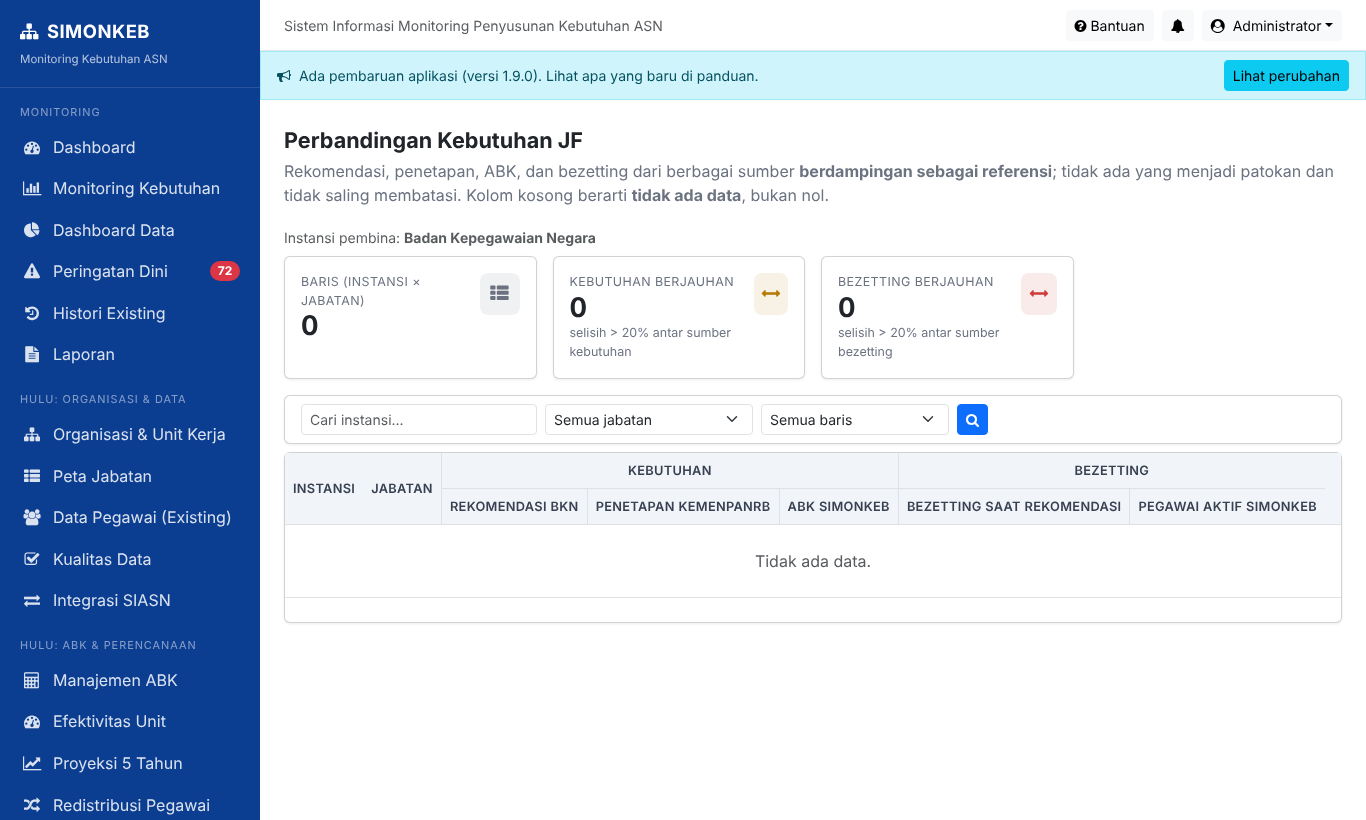 SIMONKEB
Monitoring Kebutuhan ASN
MONITORING
Dashboard
Monitoring Kebutuhan
Dashboard Data
Peringatan Dini 72
Histori Existing
Laporan
HULU: ORGANISASI & DATA
Organisasi & Unit Kerja
Peta Jabatan
Data Pegawai (Existing)
Kualitas Data
Integrasi SIASN
HULU: ABK & PERENCANAAN
Manajemen ABK
Efektivitas Unit
Proyeksi 5 Tahun
Redistribusi Pegawai
Sistem Informasi Monitoring Penyusunan Kebutuhan ASN
Bantuan
Administrator
Ada pembaruan aplikasi (versi 1.9.0). Lihat apa yang baru di panduan.
Lihat perubahan
Perbandingan Kebutuhan JF
Rekomendasi, penetapan, ABK, dan bezetting dari berbagai sumber berdampingan sebagai referensi; tidak ada yang menjadi patokan dan
tidak saling membatasi. Kolom kosong berarti tidak ada data, bukan nol.
Instansi pembina: Badan Kepegawaian Negara
BARIS (INSTANSI ×
JABATAN)
0
KEBUTUHAN BERJAUHAN
0
selisih > 20% antar sumber
kebutuhan
BEZETTING BERJAUHAN
0
selisih > 20% antar sumber
bezetting
Cari instansi...
Semua jabatan
Semua baris
INSTANSI JABATAN
KEBUTUHAN
BEZETTING
REKOMENDASI BKN
PENETAPAN KEMENPANRB
ABK SIMONKEB
BEZETTING SAAT REKOMENDASI
PEGAWAI AKTIF SIMONKEB
Tidak ada data.